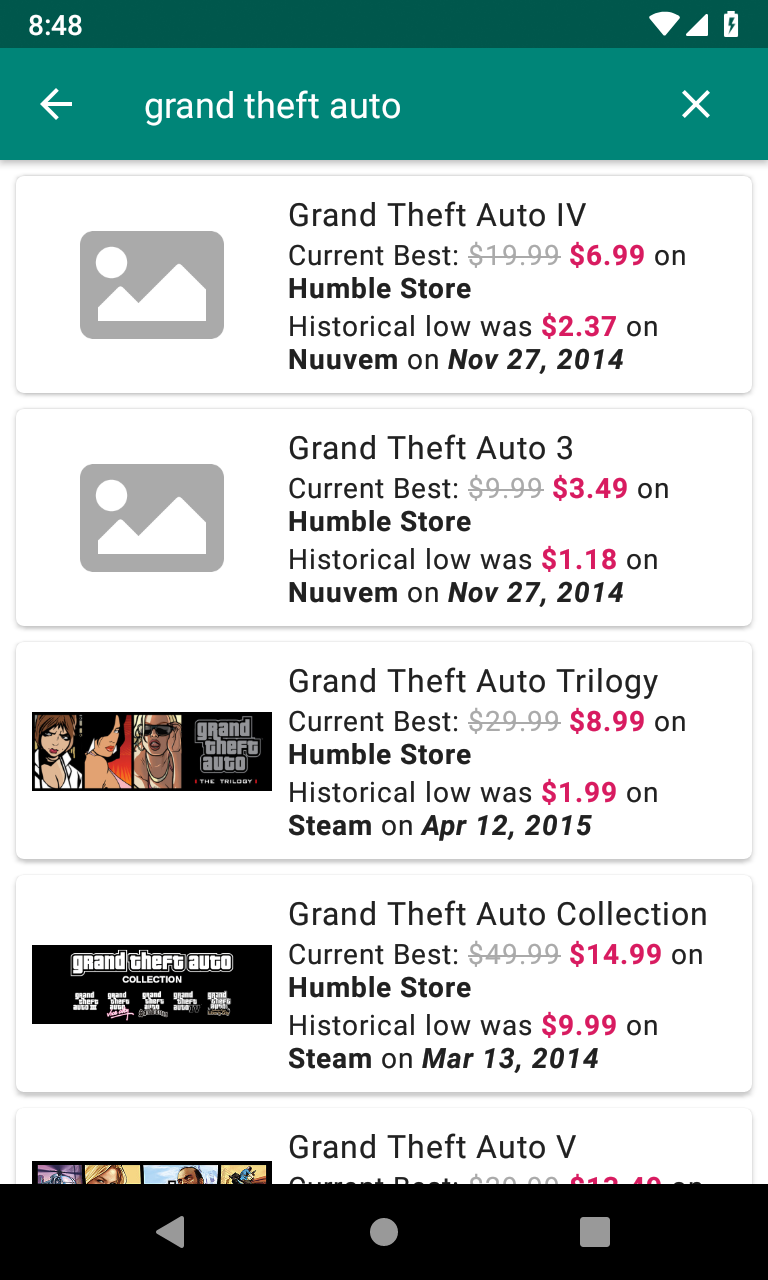 8:48
grand theft auto
Grand Theft Auto IV
Current Best: $19.99 $6.99 on
Humble Store
Historical low was $2.37 on
Nuuvem on Nov 27, 2014
Grand Theft Auto 3
Current Best: $9.99 $3.49 on
Humble Store
Historical low was $1.18 on
Nuuvem on Nov 27, 2014
grand
theft
auto
THE TRILOGY
Grand Theft Auto Trilogy
Current Best: $29.99 $8.99 on
Humble Store
Historical low was $1.99 on
Steam on Apr 12, 2015
grand theft auto
COLLECTION
Grand Theft Auto Collection
Current Best: $49.99 $14.99 on
Humble Store
Historical low was $9.99 on
Steam on Mar 13, 2014
Grand Theft Auto V
Current Best: